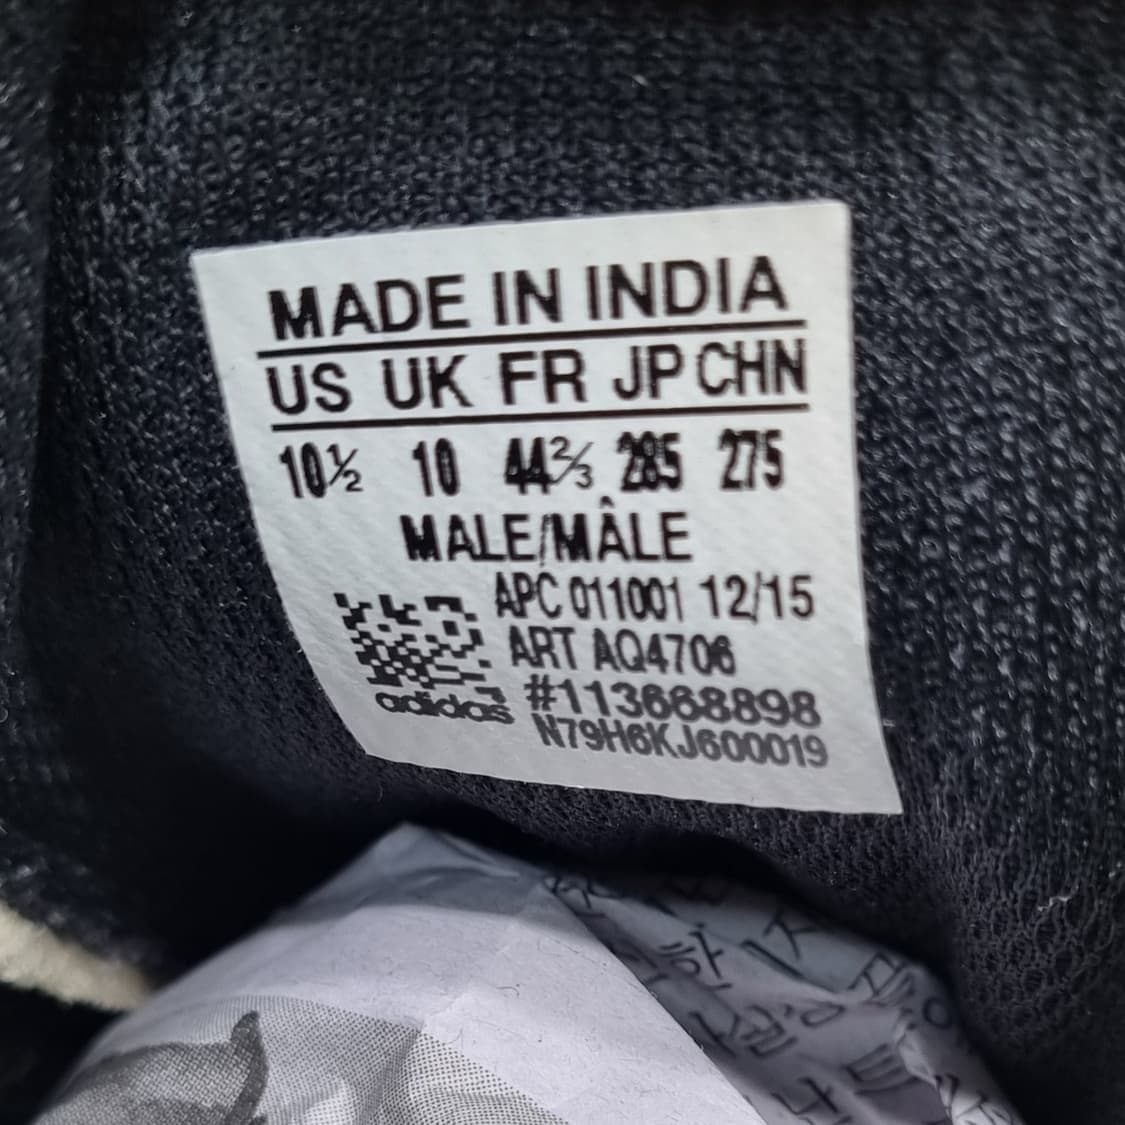 MADE IN INDIA
US UK FR JP CHN
10½ 10 44⅔ 285 275
MALE/MÂLE
APC 011001 12/15
ART AQ4706
#113668898
adidas
N79H6KJ600019